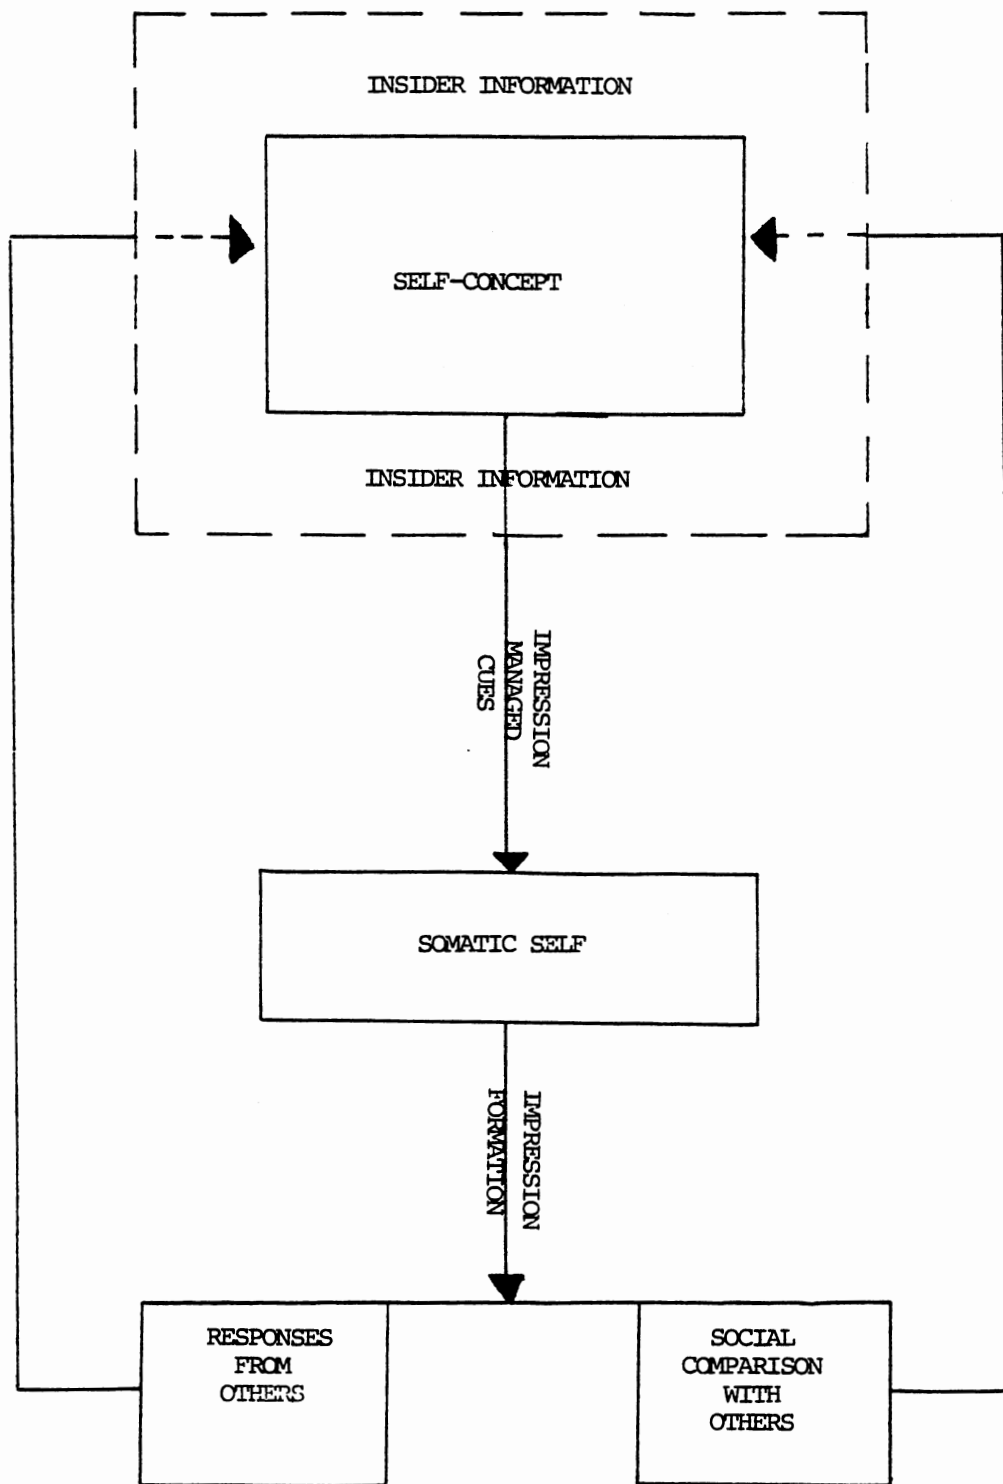 INSIDER INFORMATION
SELF-CONCEPT
INSIDER INFORMATION
IMPRESSION
MANAGED
CUES
SOMATIC SELF
IMPRESSION
FORMATION
RESPONSES
FROM
OTHERS
SOCIAL
COMPARISON
WITH
OTHERS